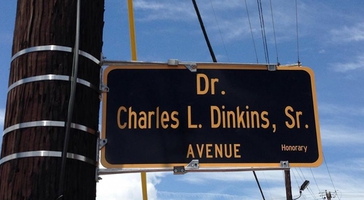 Dr.
Charles L. Dinkins, Sr.
AVENUE Honorary